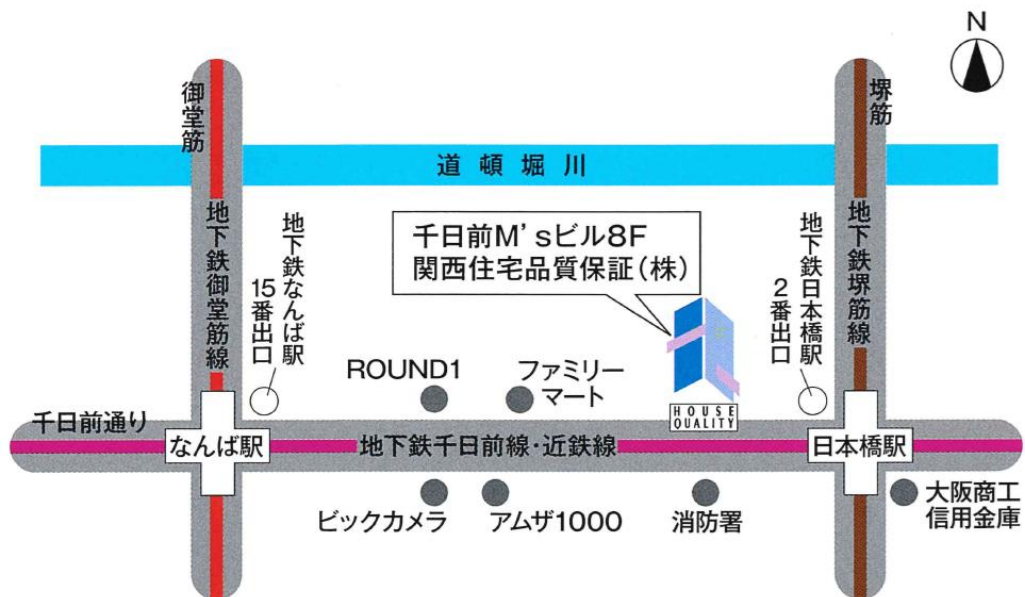 N
御堂筋
堺筋
道頓堀川
地下鉄御堂筋線
地下鉄なんば駅
15番出口
千日前M'sビル8F
関西住宅品質保証(株)
地下鉄日本橋駅
2番出口
地下鉄堺筋線
ROUND1
ファミリー
マート
HOUSE
QUALITY
千日前通り
なんば駅
地下鉄千日前線・近鉄線
日本橋駅
ビックカメラ
アムザ1000
消防署
大阪商工
信用金庫